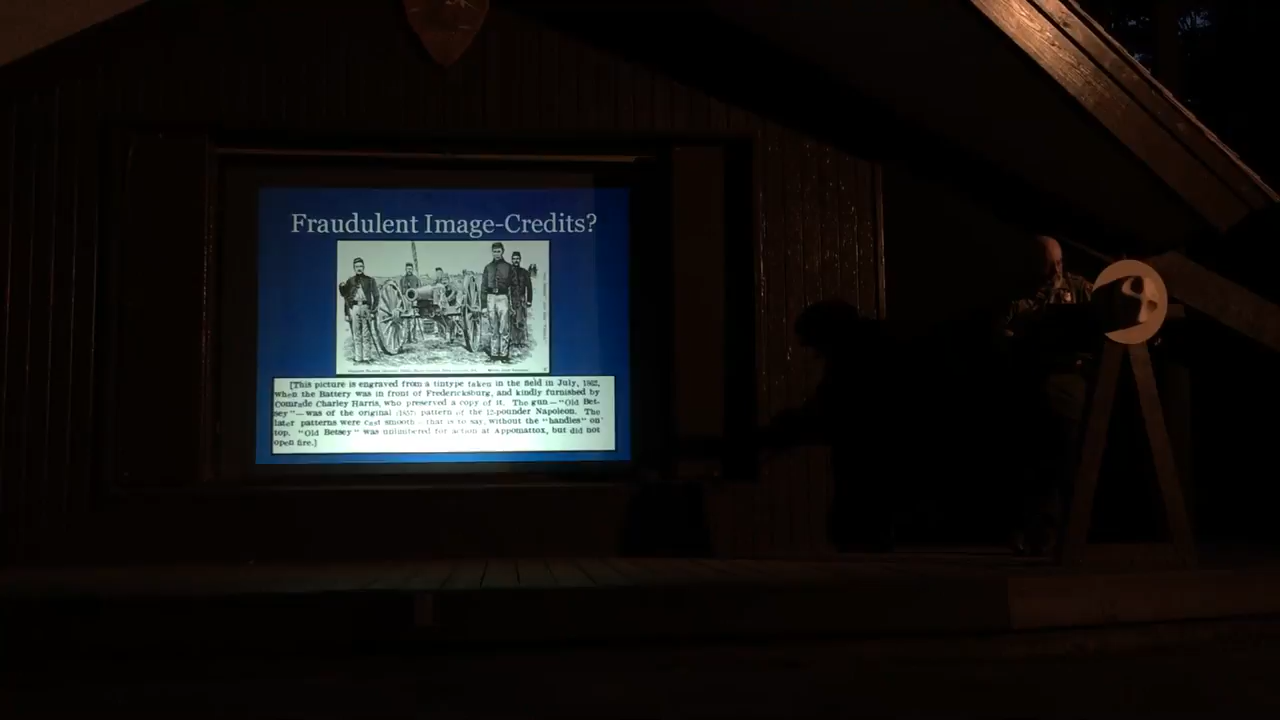 Fraudulent Image-Credits?
[This picture is engraved from a tintype taken in the field in July, 1862,
when the Battery was in front of Fredericksburg, and kindly furnished by
Comrade Charley Harris, who preserved a copy of it. The gun—"Old Bet-
sey"—was of the original (1857) pattern of the 12-pounder Napoleon. The
later patterns were cast smooth—that is to say, without the "handles" on
top. "Old Betsey" was unlimbered for action at Appomattox, but did not
open fire.]